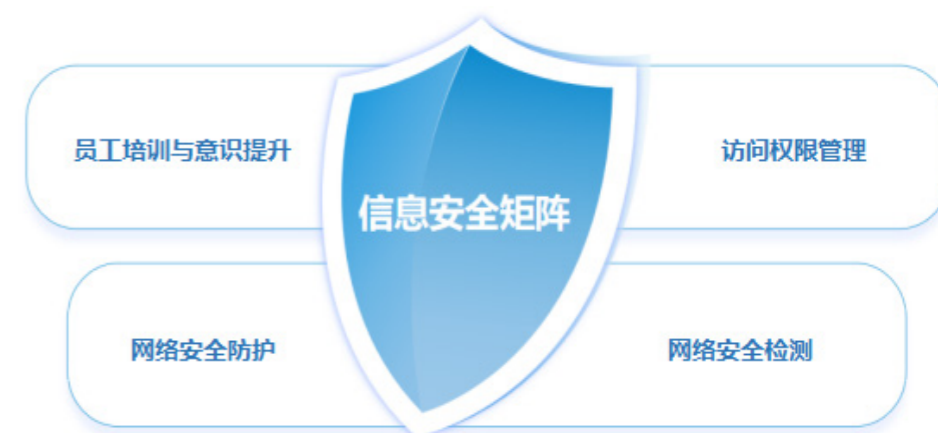 员工培训与意识提升
访问权限管理
信息安全矩阵
网络安全防护
网络安全检测